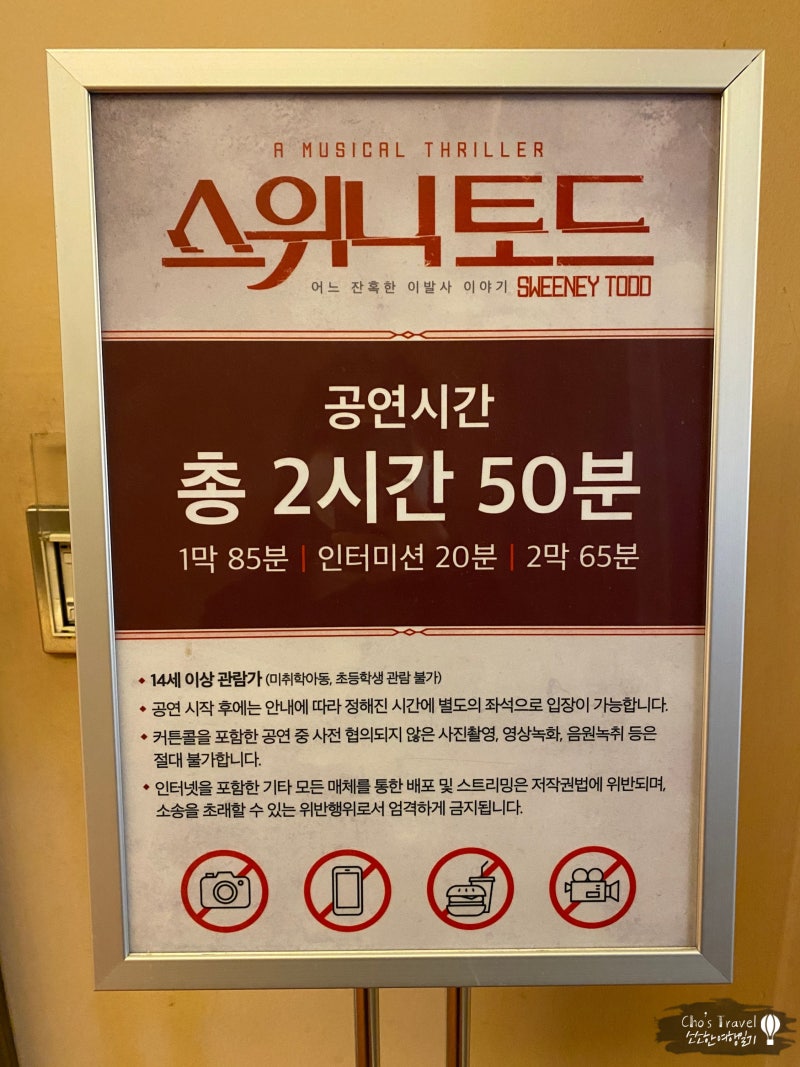 A MUSICAL THRILLER
스위니토드
어느 잔혹한 이발사 이야기 SWEENEY TODD
공연시간
총 2시간 50분
1막 85분 | 인터미션 20분 | 2막 65분
14세 이상 관람가 (미취학아동, 초등학생 관람 불가)
공연 시작 후에는 안내에 따라 정해진 시간에 별도의 좌석으로 입장이 가능합니다.
커튼콜을 포함한 공연 중 사전 협의되지 않은 사진촬영, 영상녹화, 음원녹취 등은
절대 불가합니다.
인터넷을 포함한 기타 모든 매체를 통한 배포 및 스트리밍은 저작권법에 위반되며,
소송을 초래할 수 있는 위반행위로서 엄격하게 금지됩니다.
Cho's Travel
소소한여행일기